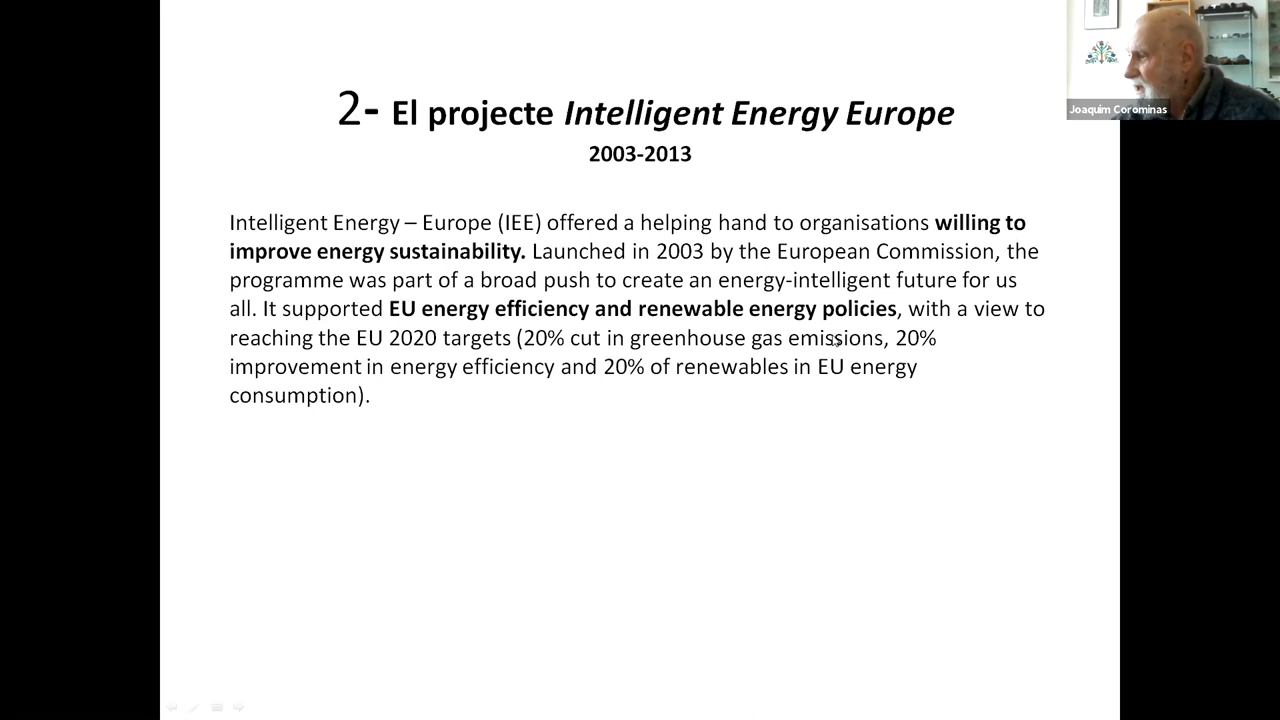 2- El projecte Intelligent Energy Europe
2003-2013
Intelligent Energy – Europe (IEE) offered a helping hand to organisations willing to
improve energy sustainability. Launched in 2003 by the European Commission, the
programme was part of a broad push to create an energy-intelligent future for us
all. It supported EU energy efficiency and renewable energy policies, with a view to
reaching the EU 2020 targets (20% cut in greenhouse gas emissions, 20%
improvement in energy efficiency and 20% of renewables in EU energy
consumption).
Joaquim Corominas